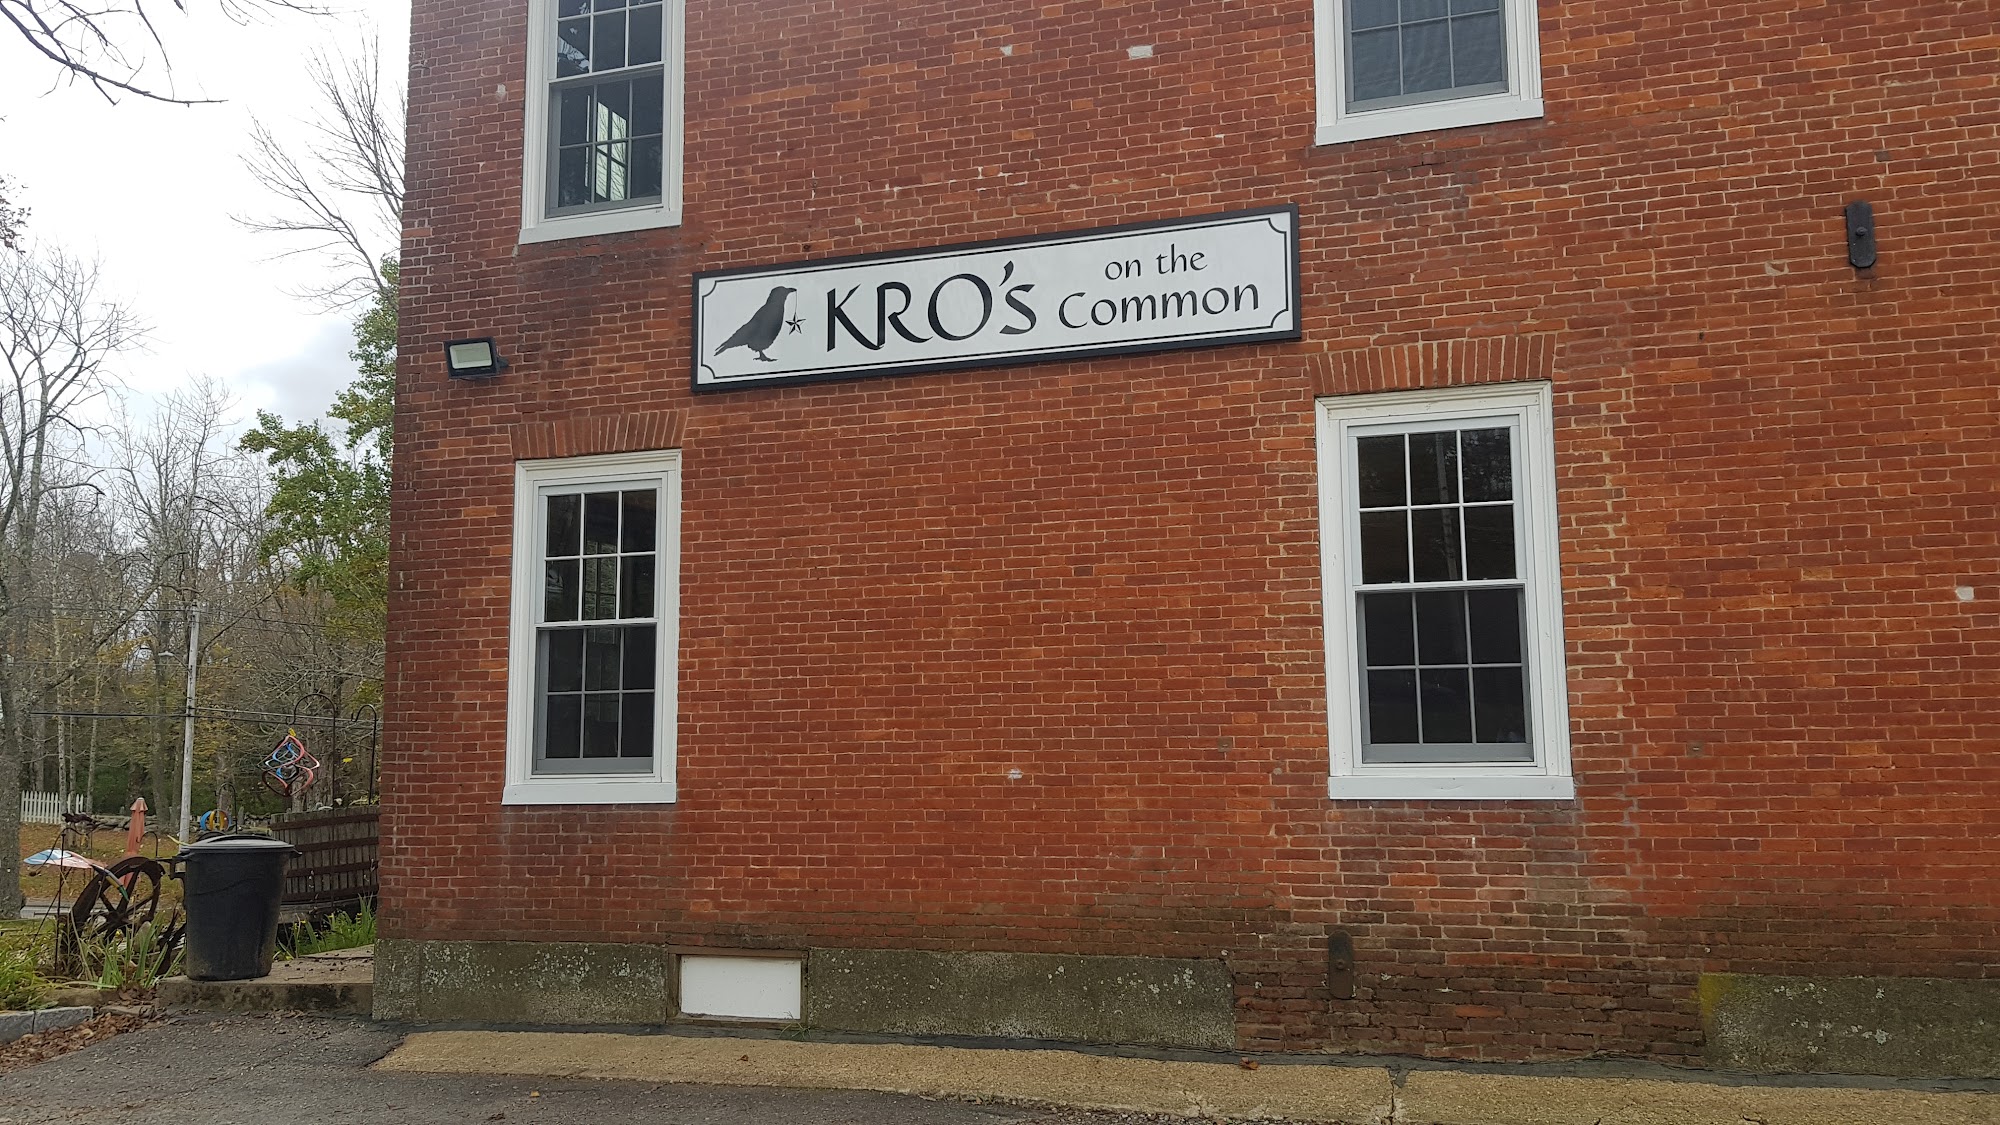 KRO's
on the
Common